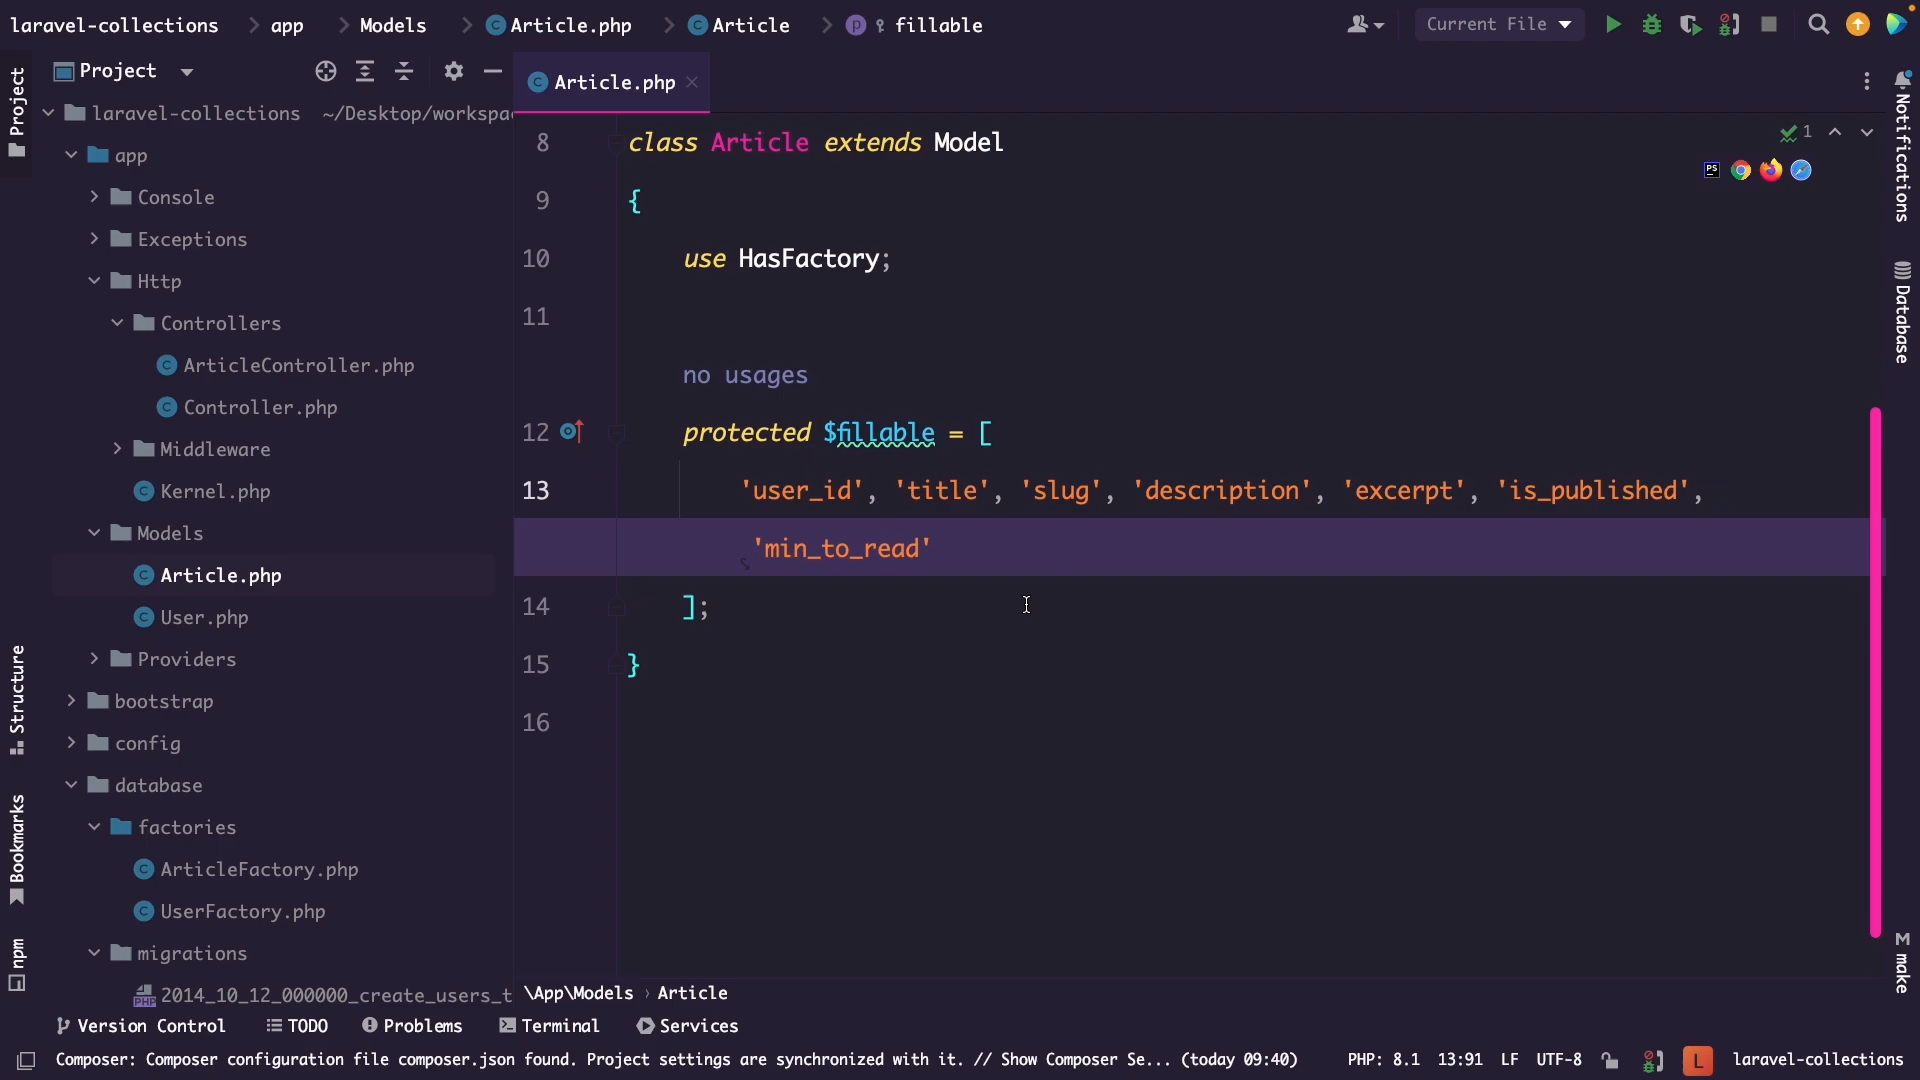 laravel-collections app Models Article.php Article fillable
Current File
Project
Article.php
laravel-collections ~/Desktop/workspa
app
Console
Exceptions
Http
Controllers
ArticleController.php
Controller.php
Middleware
Kernel.php
Models
Article.php
User.php
Providers
bootstrap
config
database
factories
ArticleFactory.php
UserFactory.php
migrations
2014_10_12_000000_create_users_t
Project
Structure
Bookmarks
npm
8 class Article extends Model
9 {
10 use HasFactory;
11
no usages
12 protected $fillable = [
13 'user_id', 'title', 'slug', 'description', 'excerpt', 'is_published',
'min_to_read'
14 ];
15 }
16
1
PS
Notifications
Database
M make
\App\Models › Article
Version Control TODO Problems Terminal Services
Composer: Composer configuration file composer.json found. Project settings are synchronized with it. // Show Composer Se... (today 09:40) PHP: 8.1 13:91 LF UTF-8 L laravel-collections